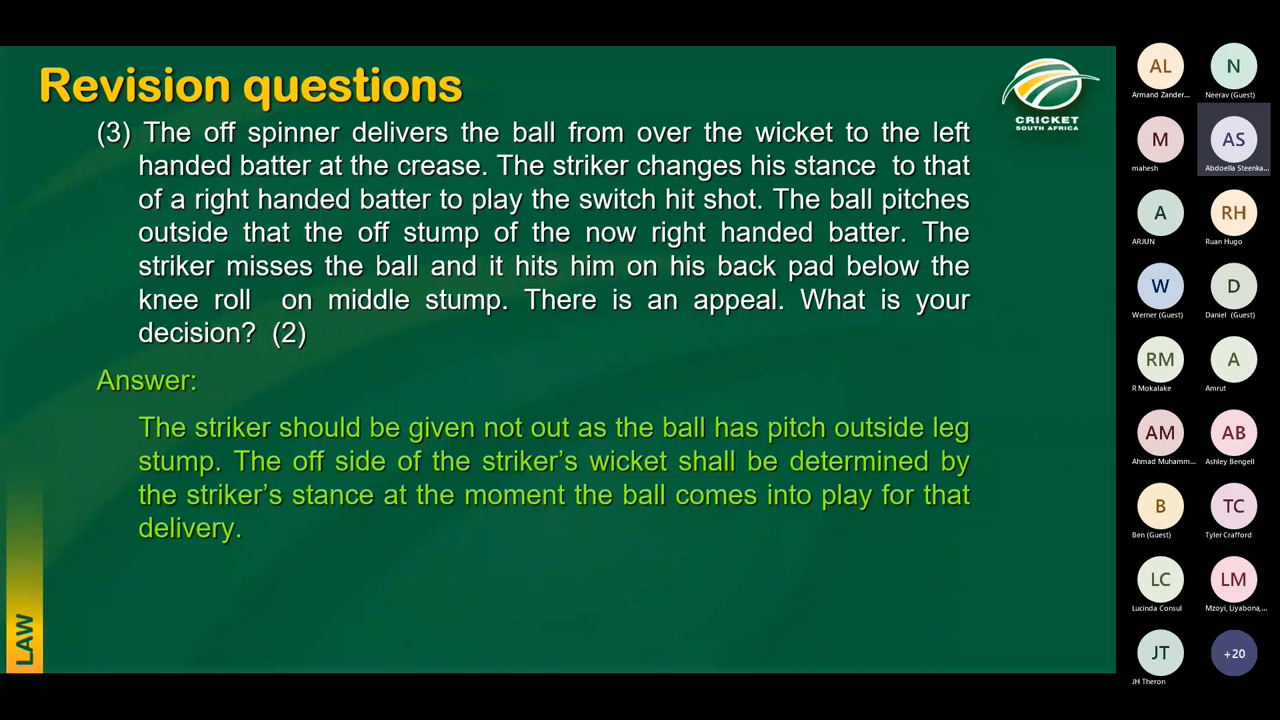 Revision questions
CRICKET
SOUTH AFRICA
(3) The off spinner delivers the ball from over the wicket to the left
handed batter at the crease. The striker changes his stance to that
of a right handed batter to play the switch hit shot. The ball pitches
outside that the off stump of the now right handed batter. The
striker misses the ball and it hits him on his back pad below the
knee roll on middle stump. There is an appeal. What is your
decision? (2)
Answer:
The striker should be given not out as the ball has pitch outside leg
stump. The off side of the striker's wicket shall be determined by
the striker's stance at the moment the ball comes into play for that
delivery.
LAW
AL
Armand Zander...
N
Neerav (Guest)
M
mahesh
AS
Abdoella Steenka...
A
ARJUN
RH
Ruan Hugo
W
Werner (Guest)
D
Daniel (Guest)
RM
R Mokalake
A
Amrut
AM
Ahmad Muhamm...
AB
Ashley Bengell
B
Ben (Guest)
TC
Tyler Crafford
LC
Lucinda Consul
LM
Mzoyi, Liyabona,...
JT
JH Theron
+20